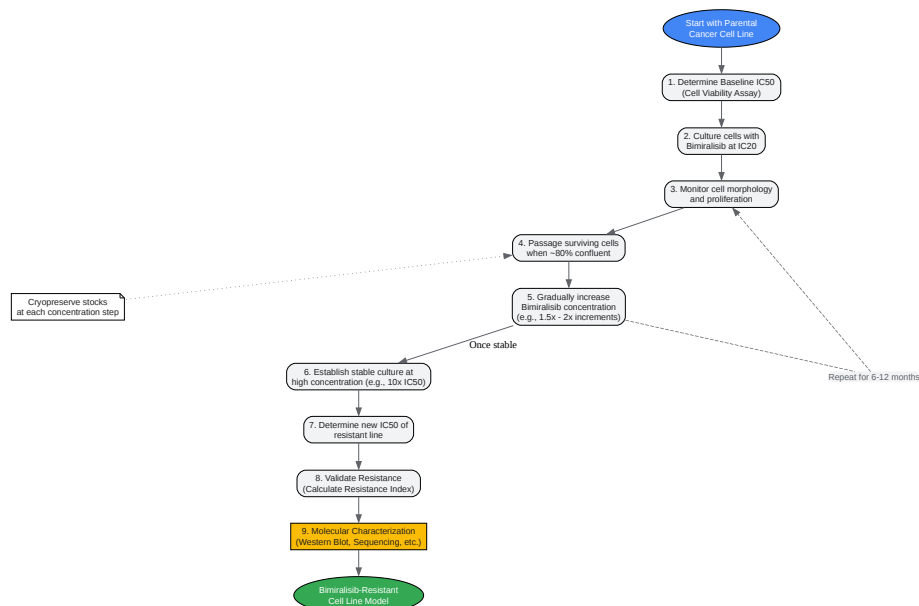 Start with Parental
Cancer Cell Line
1. Determine Baseline IC50
(Cell Viability Assay)
2. Culture cells with
Bimiralisib at IC20
3. Monitor cell morphology
and proliferation
4. Passage surviving cells
when ~80% confluent
Cryopreserve stocks
at each concentration step
5. Gradually increase
Bimiralisib concentration
(e.g., 1.5x - 2x increments)
Once stable
Repeat for 6-12 months
6. Establish stable culture at
high concentration (e.g., 10x IC50)
7. Determine new IC50 of
resistant line
8. Validate Resistance
(Calculate Resistance Index)
9. Molecular Characterization
(Western Blot, Sequencing, etc.)
Bimiralisib-Resistant
Cell Line Model